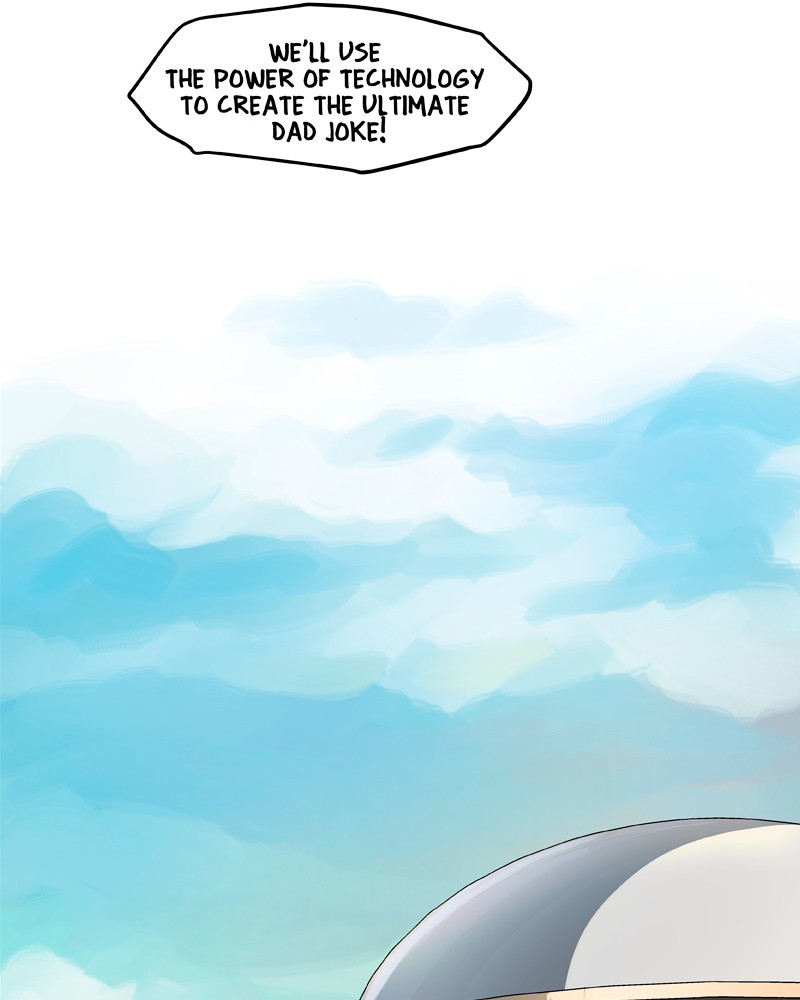 WE'LL USE
THE POWER OF TECHNOLOGY
TO CREATE THE ULTIMATE
DAD JOKE!